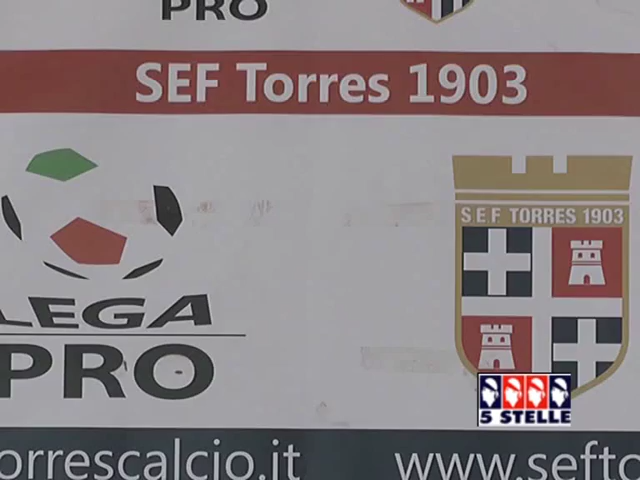 PRO
SEF Torres 1903
SEF TORRES 1903
LEGA
PRO
5 STELLE
orrescalcio.it www.sefto